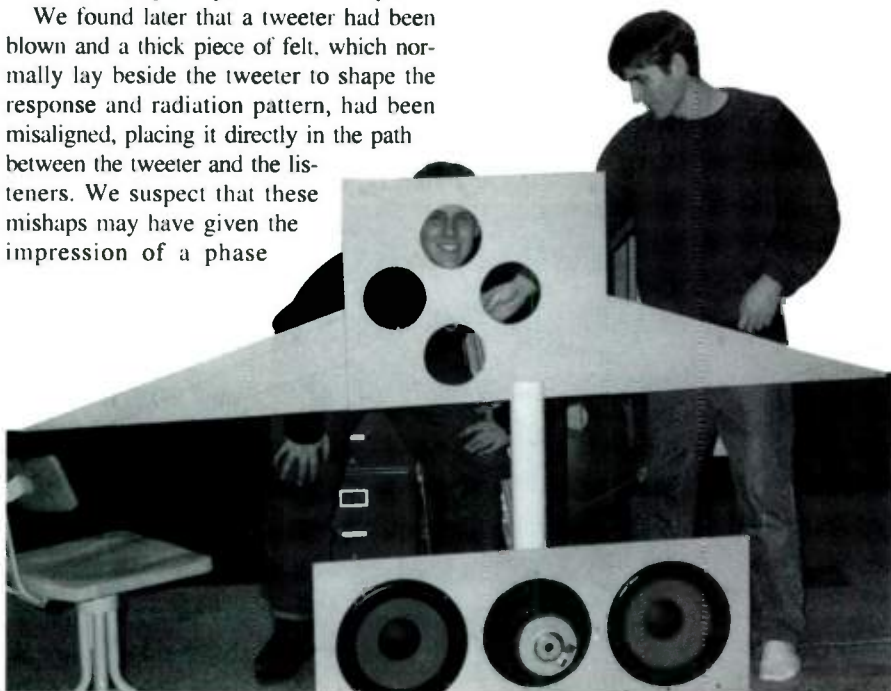 We found later that a tweeter had been
blown and a thick piece of felt, which nor-
mally lay beside the tweeter to shape the
response and radiation pattern, had been
misaligned, placing it directly in the path
between the tweeter and the lis-
teners. We suspect that these
mishaps may have given the
impression of a phase